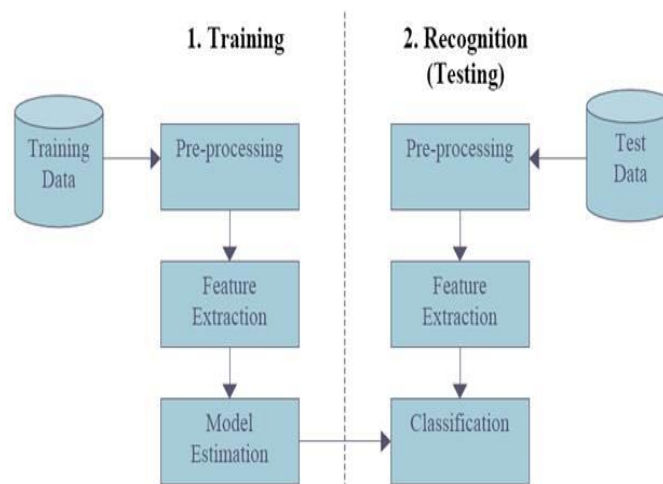 1. Training
2. Recognition
(Testing)
Training
Data
Pre-processing
Pre-processing
Test
Data
Feature
Extraction
Feature
Extraction
Model
Estimation
Classification